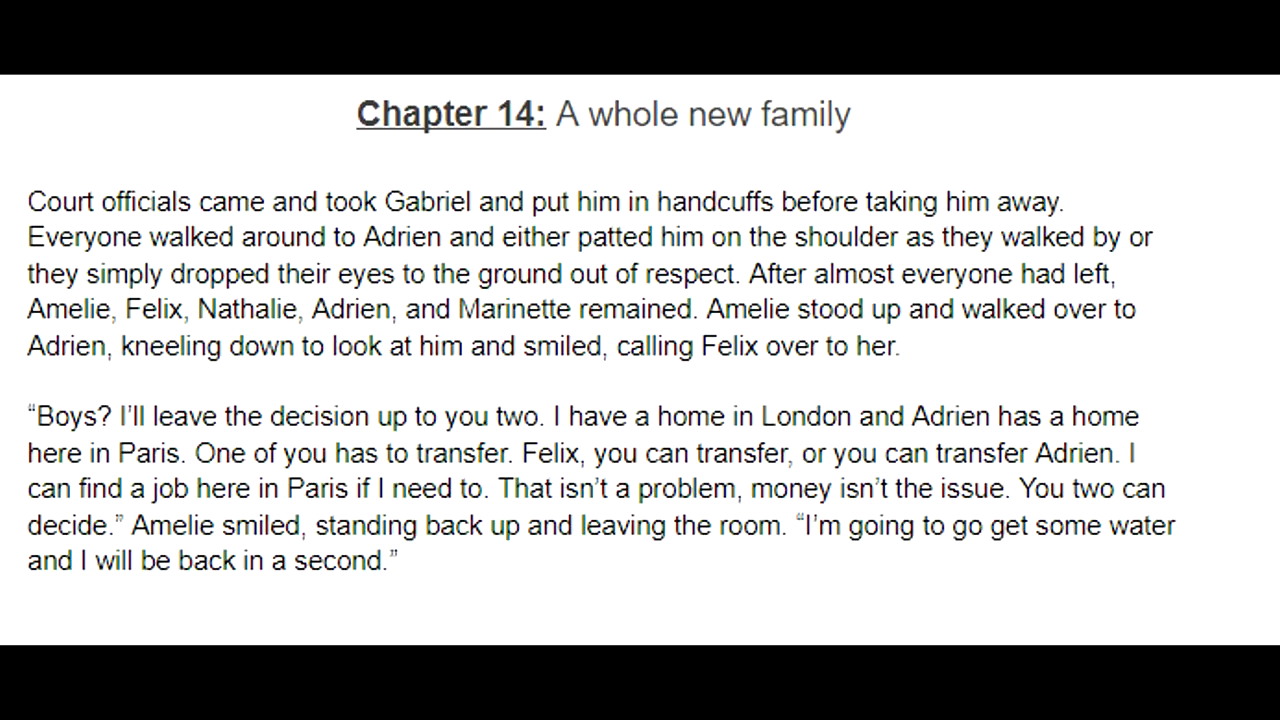 Chapter 14: A whole new family
Court officials came and took Gabriel and put him in handcuffs before taking him away.
Everyone walked around to Adrien and either patted him on the shoulder as they walked by or
they simply dropped their eyes to the ground out of respect. After almost everyone had left,
Amelie, Felix, Nathalie, Adrien, and Marinette remained. Amelie stood up and walked over to
Adrien, kneeling down to look at him and smiled, calling Felix over to her.
“Boys? I’ll leave the decision up to you two. I have a home in London and Adrien has a home
here in Paris. One of you has to transfer. Felix, you can transfer, or you can transfer Adrien. I
can find a job here in Paris if I need to. That isn’t a problem, money isn’t the issue. You two can
decide.” Amelie smiled, standing back up and leaving the room. “I’m going to go get some water
and I will be back in a second.”